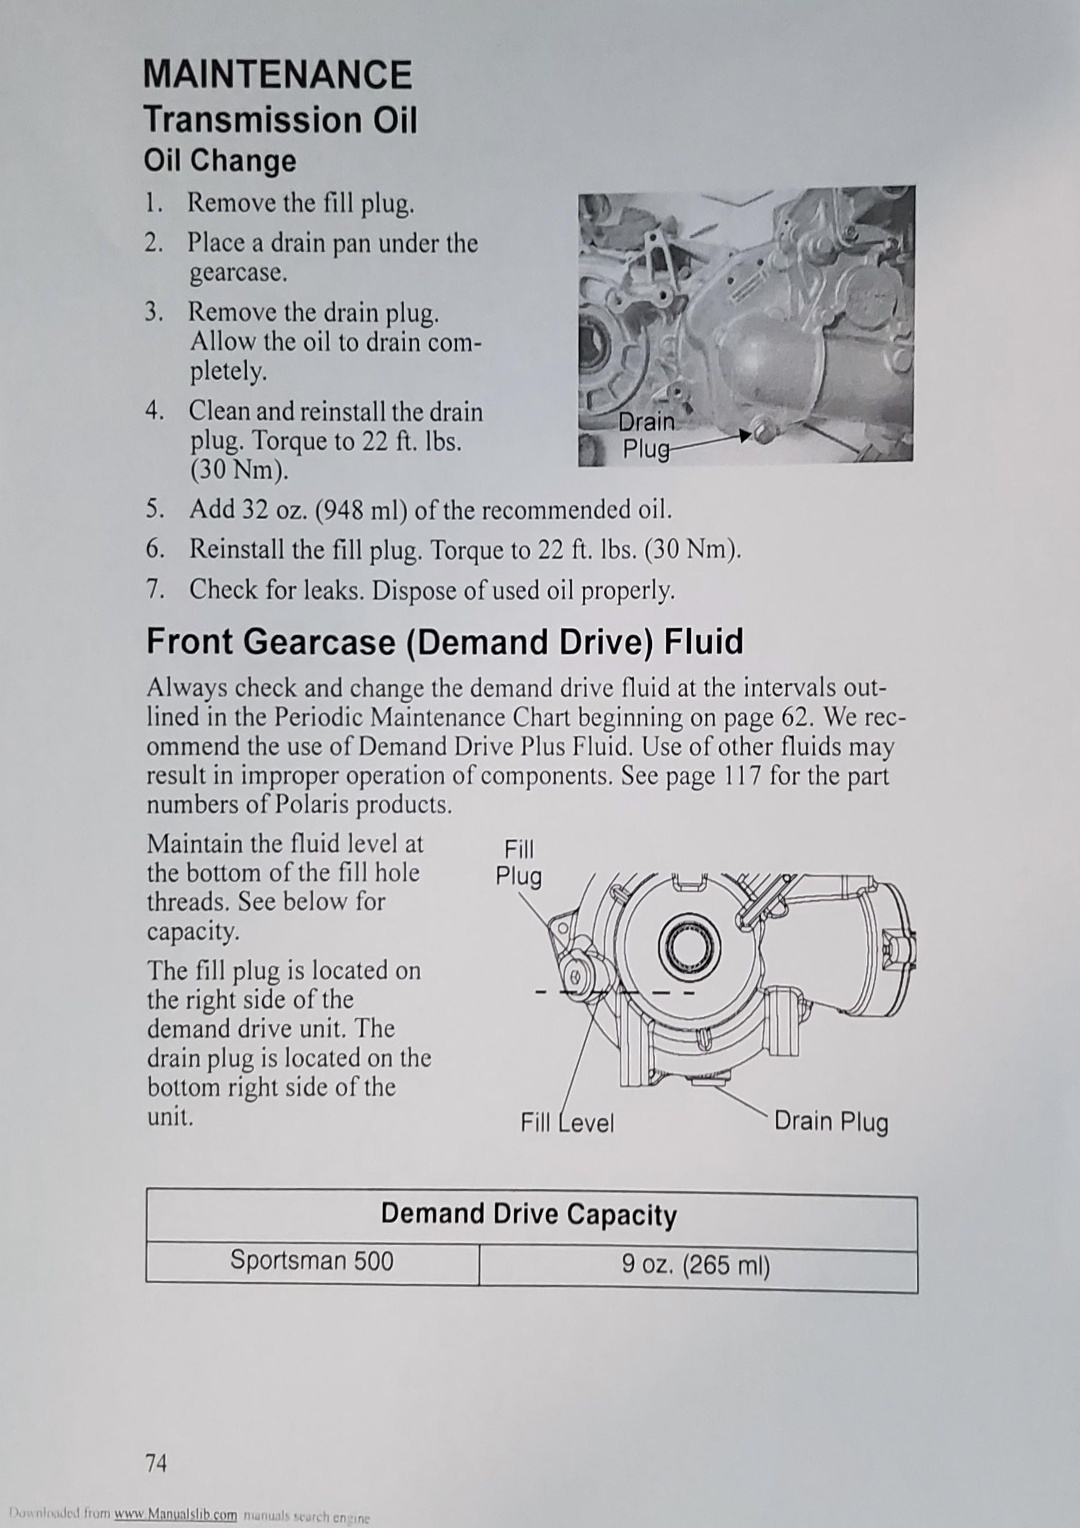 MAINTENANCE
Transmission Oil
Oil Change
1. Remove the fill plug.
2. Place a drain pan under the
gearcase.
3. Remove the drain plug.
Allow the oil to drain com-
pletely.
4. Clean and reinstall the drain
plug. Torque to 22 ft. lbs.
(30 Nm).
Drain
Plug
5. Add 32 oz. (948 ml) of the recommended oil.
6. Reinstall the fill plug. Torque to 22 ft. lbs. (30 Nm).
7. Check for leaks. Dispose of used oil properly.
Front Gearcase (Demand Drive) Fluid
Always check and change the demand drive fluid at the intervals out-
lined in the Periodic Maintenance Chart beginning on page 62. We rec-
ommend the use of Demand Drive Plus Fluid. Use of other fluids may
result in improper operation of components. See page 117 for the part
numbers of Polaris products.
Maintain the fluid level at
the bottom of the fill hole
threads. See below for
capacity.
The fill plug is located on
the right side of the
demand drive unit. The
drain plug is located on the
bottom right side of the
unit.
Fill
Plug
Fill Level
Drain Plug
Demand Drive Capacity
Sportsman 500 9 oz. (265 ml)
74
Downloaded from www.Manualslib.com manuals search engine